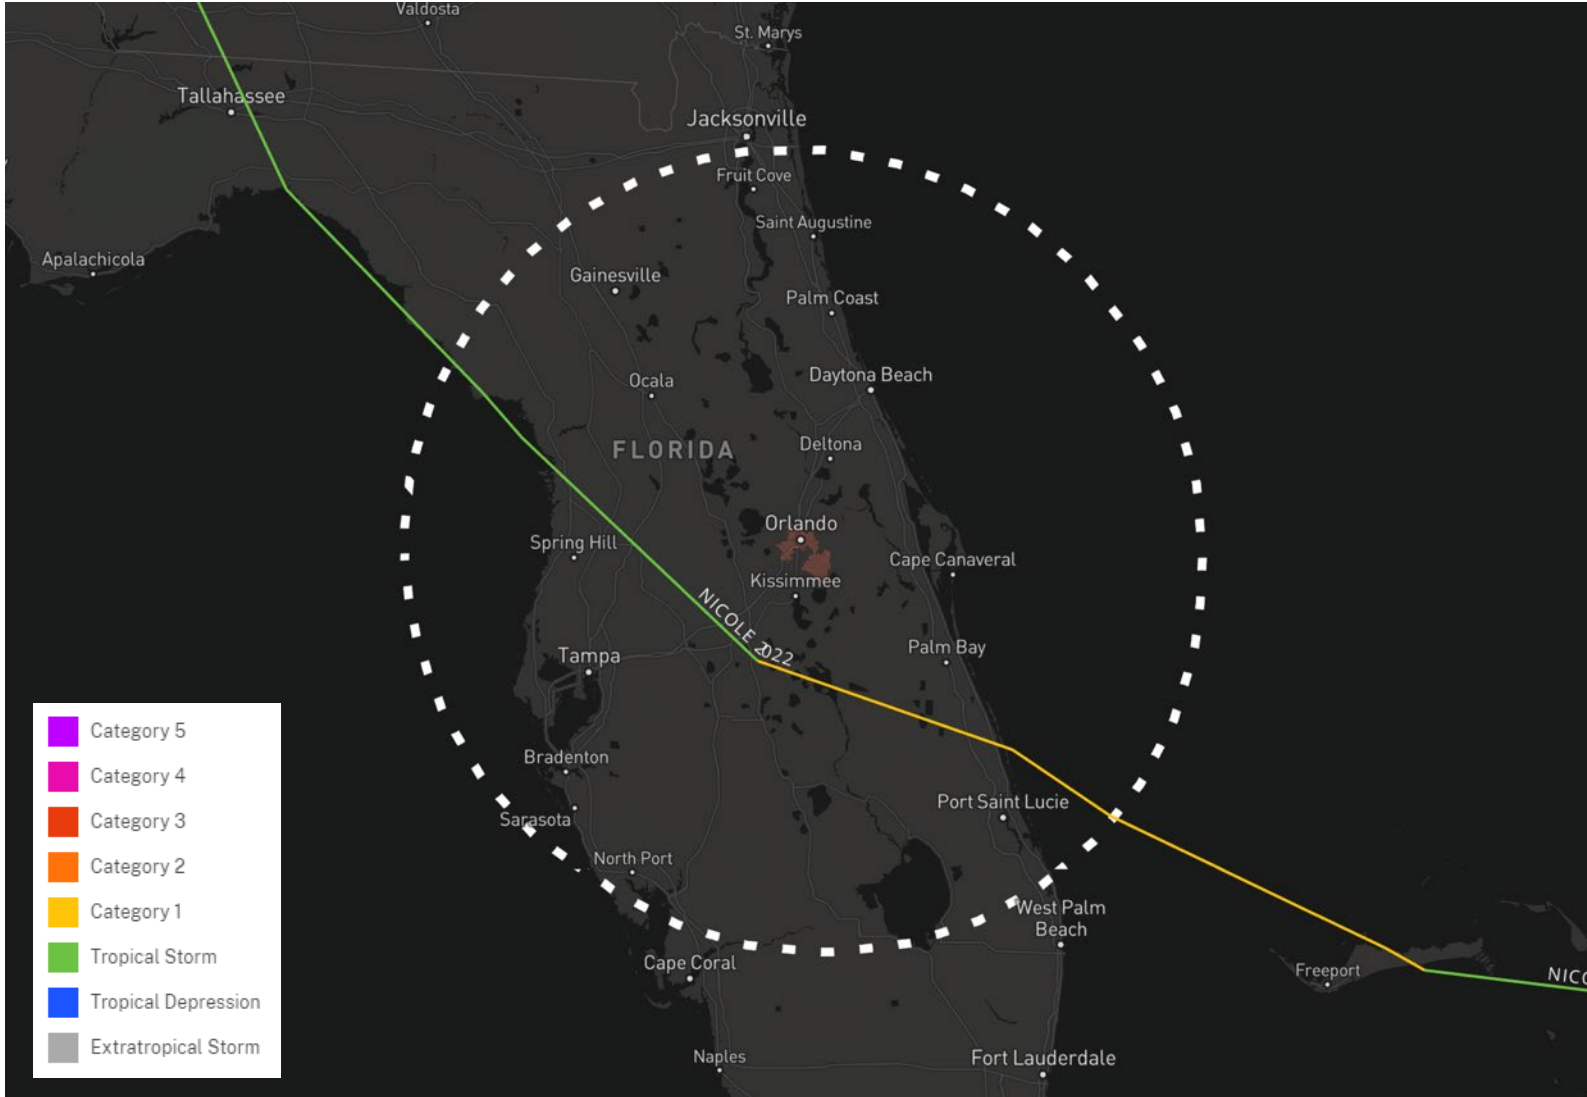 Valdosta
St. Marys
Tallahassee
Jacksonville
Fruit Cove
Saint Augustine
Apalachicola
Gainesville
Palm Coast
Ocala
Daytona Beach
FLORIDA
Deltona
Orlando
Spring Hill
Cape Canaveral
Kissimmee
NICOLE 2022
Palm Bay
Tampa
Bradenton
Port Saint Lucie
Sarasota
North Port
West Palm
Beach
Cape Coral
Freeport
NICO
Naples
Fort Lauderdale
Category 5
Category 4
Category 3
Category 2
Category 1
Tropical Storm
Tropical Depression
Extratropical Storm